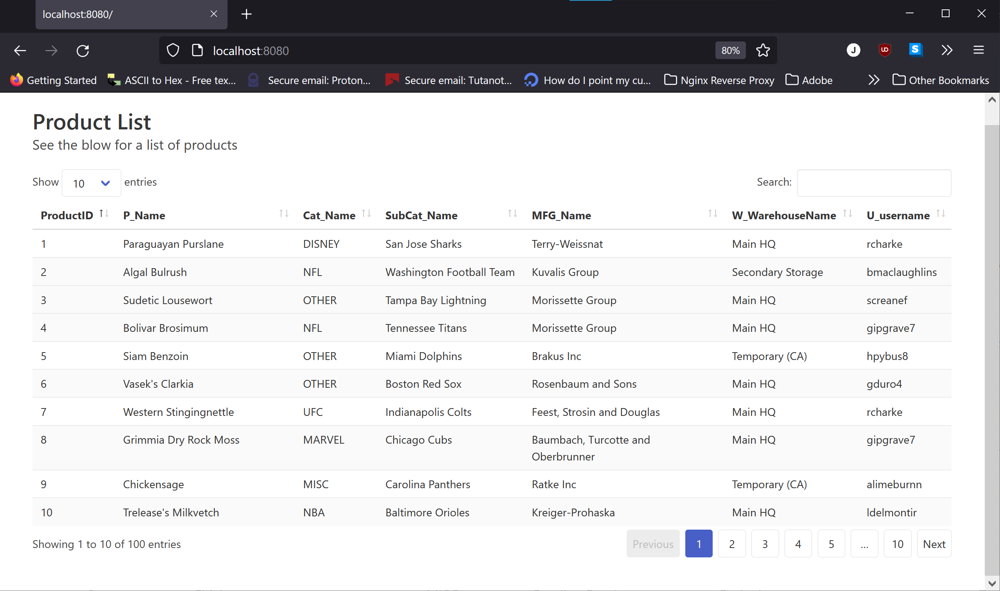 localhost:8080/
localhost:8080 80% J UO S
Getting Started ASCII to Hex - Free tex... Secure email: Proton... Secure email: Tutanot... How do I point my cu... Nginx Reverse Proxy Adobe Other Bookmarks
Product List
See the blow for a list of products
Show 10 entries Search:
ProductID P_Name Cat_Name SubCat_Name MFG_Name W_WarehouseName U_username
1 Paraguayan Purslane DISNEY San Jose Sharks Terry-Weissnat Main HQ rcharke
2 Algal Bulrush NFL Washington Football Team Kuvalis Group Secondary Storage bmaclaughlins
3 Sudetic Lousewort OTHER Tampa Bay Lightning Morissette Group Main HQ screanef
4 Bolivar Brosimum NFL Tennessee Titans Morissette Group Main HQ gipgrave7
5 Siam Benzoin OTHER Miami Dolphins Brakus Inc Temporary (CA) hpybus8
6 Vasek's Clarkia OTHER Boston Red Sox Rosenbaum and Sons Main HQ gduro4
7 Western Stingingnettle UFC Indianapolis Colts Feest, Strosin and Douglas Main HQ rcharke
8 Grimmia Dry Rock Moss MARVEL Chicago Cubs Baumbach, Turcotte and Main HQ gipgrave7
Oberbrunner
9 Chickensage MISC Carolina Panthers Ratke Inc Temporary (CA) alimeburnn
10 Trelease's Milkvetch NBA Baltimore Orioles Kreiger-Prohaska Main HQ ldelmontir
Showing 1 to 10 of 100 entries Previous 1 2 3 4 5 ... 10 Next